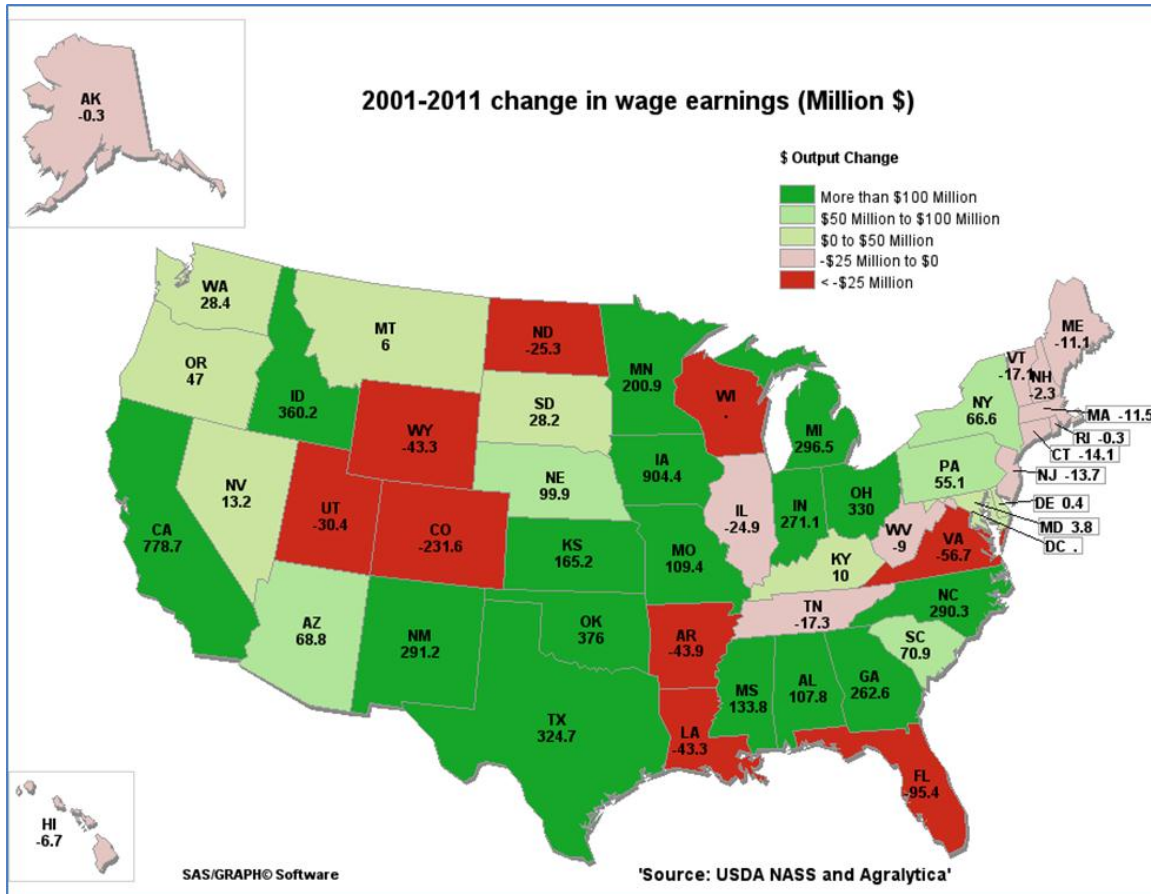 AK
-0.3
2001-2011 change in wage earnings (Million $)
$ Output Change
More than $100 Million
$50 Million to $100 Million
$0 to $50 Million
-$25 Million to $0
< -$25 Million
WA
28.4
MT
6
ND
-25.3
MN
200.9
ME
-11.1
VT
-17.1
NH
-2.3
OR
47
ID
360.2
SD
28.2
WI
.
MI
296.5
NY
66.6
MA -11.5
RI -0.3
CT -14.1
WY
-43.3
IA
904.4
PA
55.1
NJ -13.7
NE
99.9
NV
13.2
UT
-30.4
CO
-231.6
IL
-24.9
IN
271.1
OH
330
DE 0.4
MD 3.8
DC .
CA
778.7
KS
165.2
MO
109.4
WV
-9
VA
-56.7
KY
10
TN
-17.3
NC
290.3
AZ
68.8
NM
291.2
OK
376
AR
-43.9
SC
70.9
MS
133.8
AL
107.8
GA
262.6
TX
324.7
LA
-43.3
FL
-95.4
HI
-6.7
SAS/GRAPH© Software
'Source: USDA NASS and Agralytica'